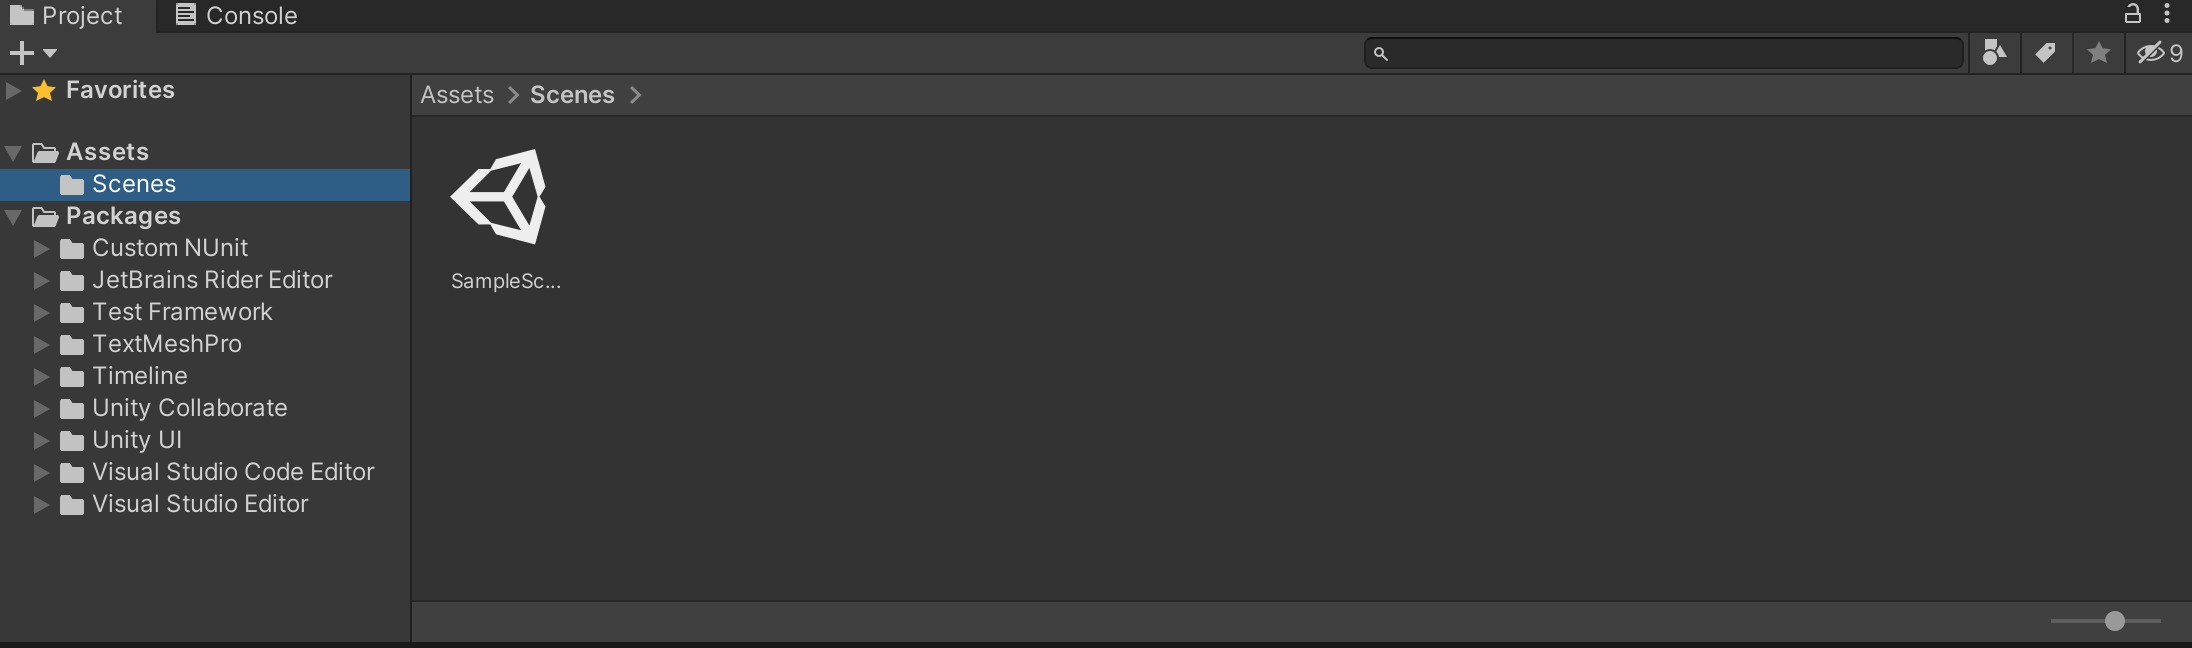 Project
Console
9
Favorites
Assets
Scenes
Packages
Custom NUnit
JetBrains Rider Editor
Test Framework
TextMeshPro
Timeline
Unity Collaborate
Unity UI
Visual Studio Code Editor
Visual Studio Editor
Assets > Scenes >
SampleSc...